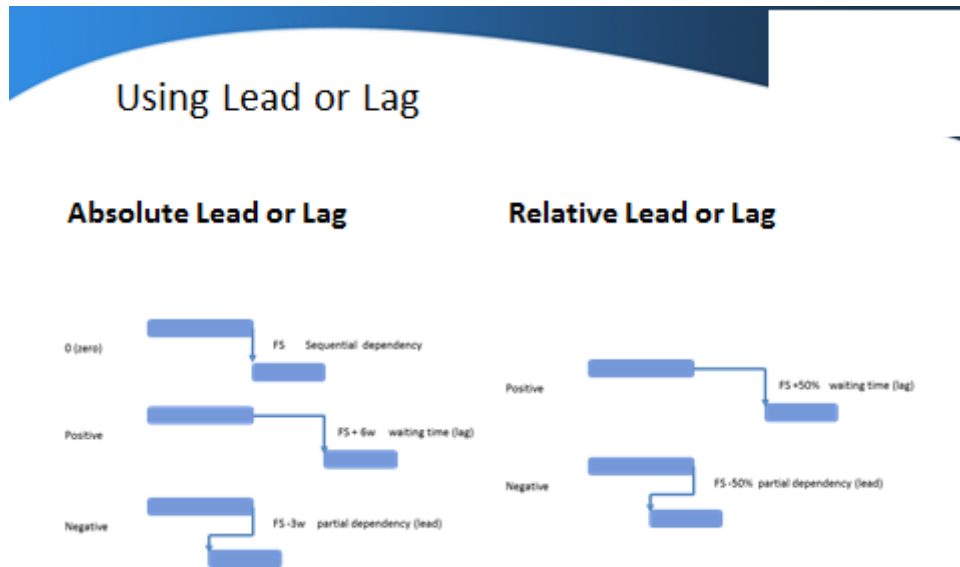 Using Lead or Lag
Absolute Lead or Lag
0 (zero) FS Sequential dependency
Positive FS + 6w waiting time (lag)
Negative FS -3w partial dependency (lead)
Relative Lead or Lag
Positive FS +50% waiting time (lag)
Negative FS -50% partial dependency (lead)